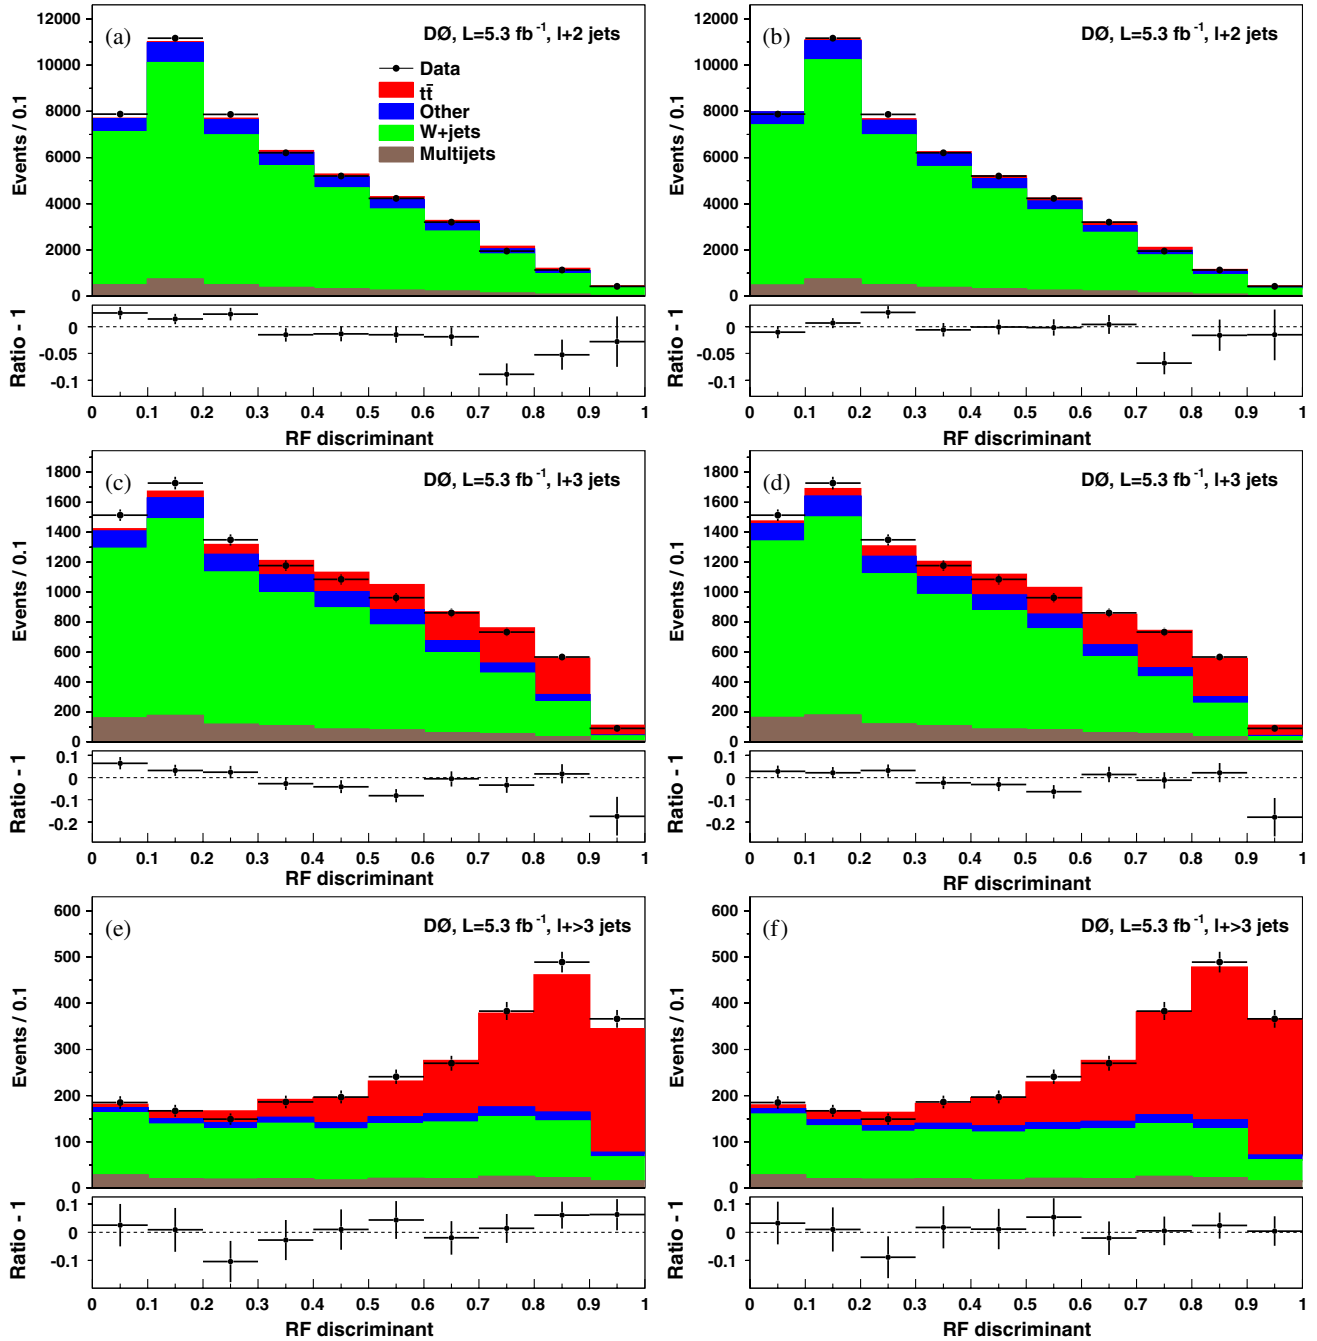 (a) DØ, L=5.3 fb⁻¹, l+2 jets
Data
tt̄
Other
W+jets
Multijets
Events / 0.1
12000
10000
8000
6000
4000
2000
0
Ratio - 1
0
-0.05
-0.1
0 0.1 0.2 0.3 0.4 0.5 0.6 0.7 0.8 0.9 1
RF discriminant
(b) DØ, L=5.3 fb⁻¹, l+2 jets
Events / 0.1
12000
10000
8000
6000
4000
2000
0
Ratio - 1
0
-0.05
-0.1
0 0.1 0.2 0.3 0.4 0.5 0.6 0.7 0.8 0.9 1
RF discriminant
(c) DØ, L=5.3 fb⁻¹, l+3 jets
Events / 0.1
1800
1600
1400
1200
1000
800
600
400
200
0
Ratio - 1
0.1
0
-0.1
-0.2
0 0.1 0.2 0.3 0.4 0.5 0.6 0.7 0.8 0.9 1
RF discriminant
(d) DØ, L=5.3 fb⁻¹, l+3 jets
Events / 0.1
1800
1600
1400
1200
1000
800
600
400
200
0
Ratio - 1
0.1
0
-0.1
-0.2
0 0.1 0.2 0.3 0.4 0.5 0.6 0.7 0.8 0.9 1
RF discriminant
(e) DØ, L=5.3 fb⁻¹, l+>3 jets
Events / 0.1
600
500
400
300
200
100
0
Ratio - 1
0.1
0
-0.1
0 0.1 0.2 0.3 0.4 0.5 0.6 0.7 0.8 0.9 1
RF discriminant
(f) DØ, L=5.3 fb⁻¹, l+>3 jets
Events / 0.1
600
500
400
300
200
100
0
Ratio - 1
0.1
0
-0.1
0 0.1 0.2 0.3 0.4 0.5 0.6 0.7 0.8 0.9 1
RF discriminant